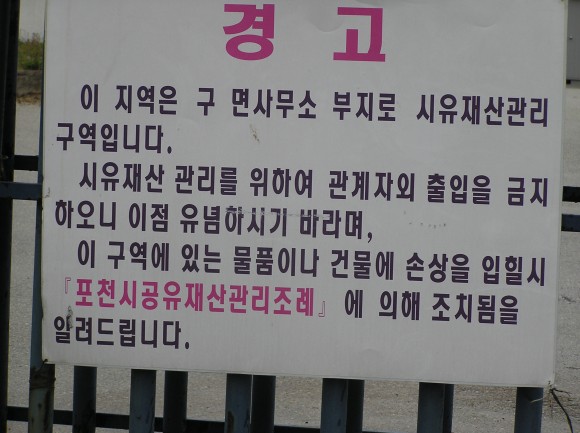 경 고
이 지역은 구 면사무소 부지로 시유재산관리
구역입니다.
시유재산 관리를 위하여 관계자외 출입을 금지
하오니 이점 유념하시기 바라며,
이 구역에 있는 물품이나 건물에 손상을 입힐시
『포천시공유재산관리조례』 에 의해 조치됨을
알려드립니다.